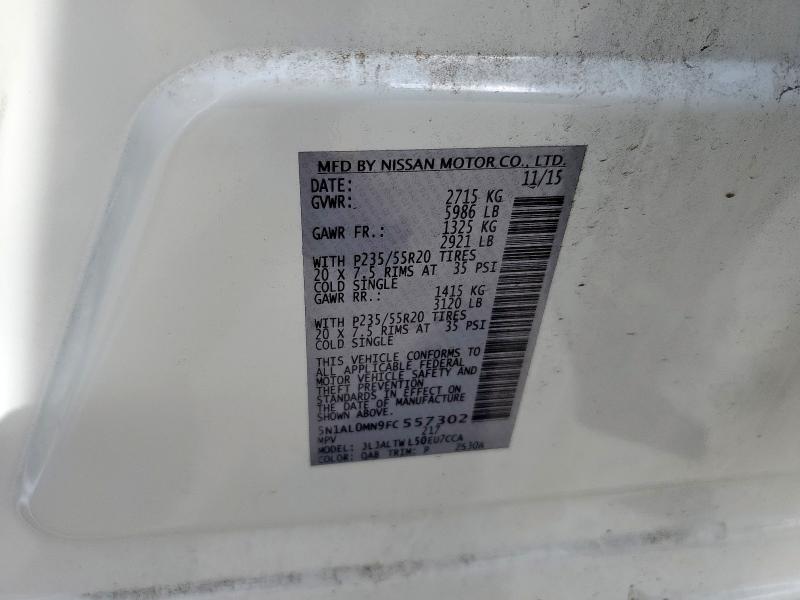 MFD BY NISSAN MOTOR CO., LTD.
DATE: 11/15
GVWR: 2715 KG
5986 LB
GAWR FR.: 1325 KG
2921 LB
WITH P235/55R20 TIRES
20 X 7.5 RIMS AT 35 PSI
COLD SINGLE
GAWR RR.: 1415 KG
3120 LB
WITH P235/55R20 TIRES
20 X 7.5 RIMS AT 35 PSI
COLD SINGLE
THIS VEHICLE CONFORMS TO
ALL APPLICABLE FEDERAL
MOTOR VEHICLE SAFETY AND
THEFT PREVENTION
STANDARDS IN EFFECT ON
THE DATE OF MANUFACTURE
SHOWN ABOVE.
5N1AL0MN9FC557302
MPV 217
MODEL: JLJALTWL50EU7CCA
COLOR: QAB TRIM: P 2530A